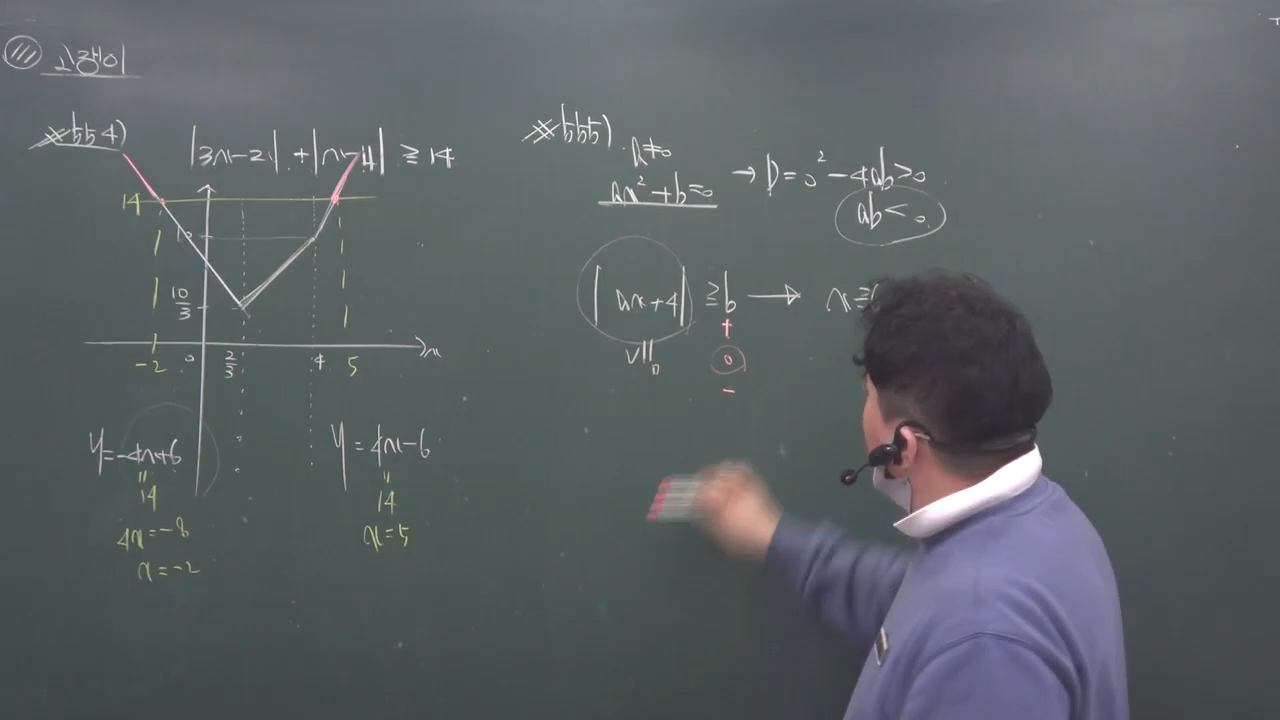 고쟁이
554)
|3x-2| + |x-4| ≥ 14
14
10
10/3
-2
0
2/3
4
5
x
y=-4x+6
"
14
4x=-8
x=-2
y=4x-6
"
14
x=5
555)
a≠0
ax²+b=0 → D=0²-4ab>0
ab<0
|ax+4| ≥b → x≥
∨||0
+
0
-